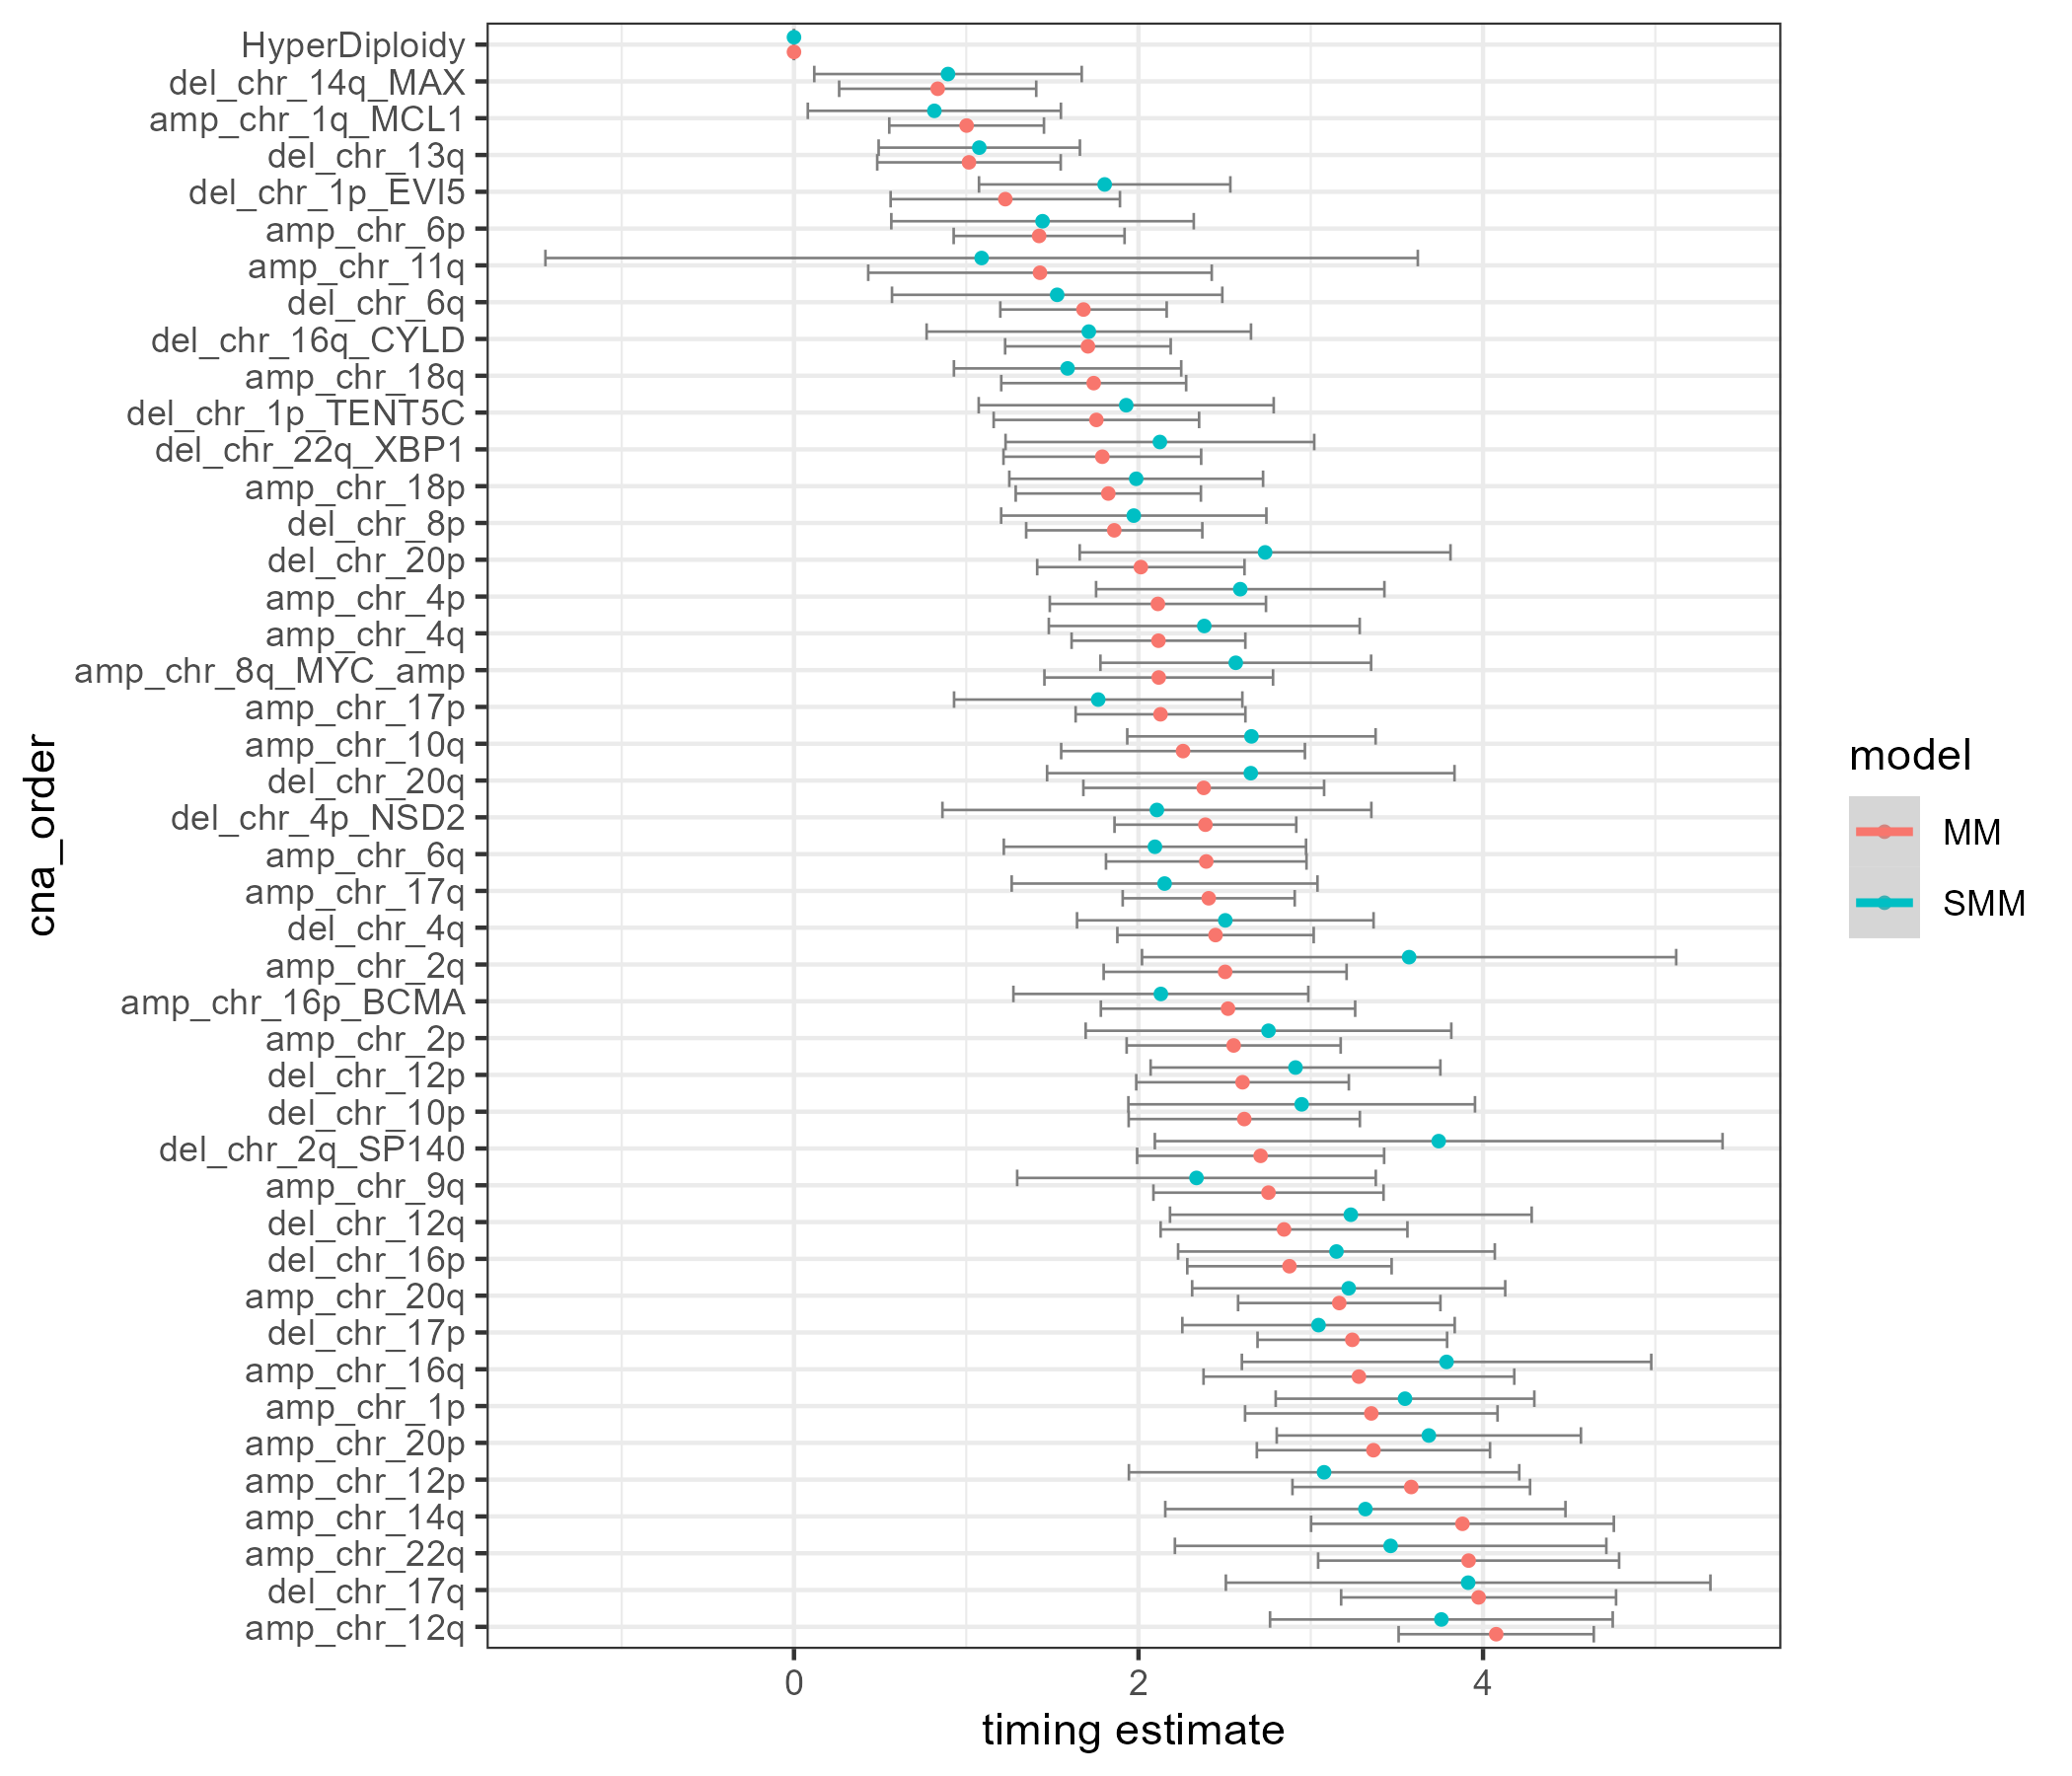 HyperDiploidy
del_chr_14q_MAX
amp_chr_1q_MCL1
del_chr_13q
del_chr_1p_EVI5
amp_chr_6p
amp_chr_11q
del_chr_6q
del_chr_16q_CYLD
amp_chr_18q
del_chr_1p_TENT5C
del_chr_22q_XBP1
amp_chr_18p
del_chr_8p
del_chr_20p
amp_chr_4p
amp_chr_4q
amp_chr_8q_MYC_amp
amp_chr_17p
amp_chr_10q
del_chr_20q
del_chr_4p_NSD2
amp_chr_6q
amp_chr_17q
del_chr_4q
amp_chr_2q
amp_chr_16p_BCMA
amp_chr_2p
del_chr_12p
del_chr_10p
del_chr_2q_SP140
amp_chr_9q
del_chr_12q
del_chr_16p
amp_chr_20q
del_chr_17p
amp_chr_16q
amp_chr_1p
amp_chr_20p
amp_chr_12p
amp_chr_14q
amp_chr_22q
del_chr_17q
amp_chr_12q
cna_order
0 2 4
timing estimate
model
MM
SMM